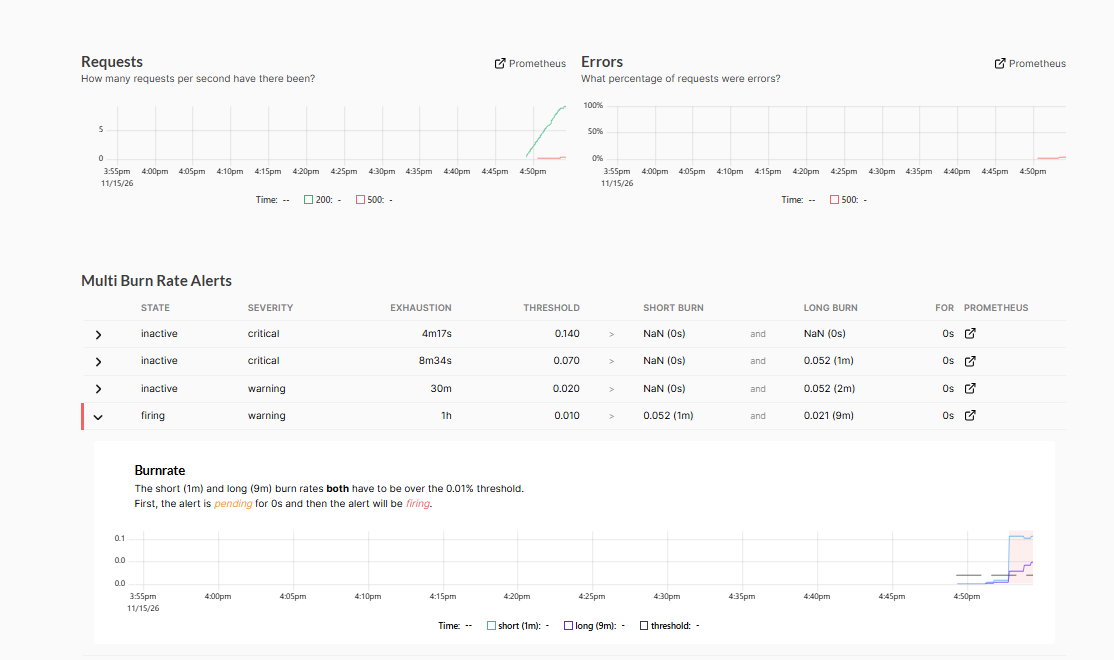 Requests
Prometheus
How many requests per second have there been?
5
0
3:55pm 4:00pm 4:05pm 4:10pm 4:15pm 4:20pm 4:25pm 4:30pm 4:35pm 4:40pm 4:45pm 4:50pm
11/15/26
Time: -- 200: - 500: -
Errors
Prometheus
What percentage of requests were errors?
100%
50%
0%
3:55pm 4:00pm 4:05pm 4:10pm 4:15pm 4:20pm 4:25pm 4:30pm 4:35pm 4:40pm 4:45pm 4:50pm
11/15/26
Time: -- 500: -
Multi Burn Rate Alerts
STATE SEVERITY EXHAUSTION THRESHOLD SHORT BURN LONG BURN FOR PROMETHEUS
inactive critical 4m17s 0.140 > NaN (0s) and NaN (0s) 0s
inactive critical 8m34s 0.070 > NaN (0s) and 0.052 (1m) 0s
inactive warning 30m 0.020 > NaN (0s) and 0.052 (2m) 0s
firing warning 1h 0.010 > 0.052 (1m) and 0.021 (9m) 0s
Burnrate
The short (1m) and long (9m) burn rates both have to be over the 0.01% threshold.
First, the alert is pending for 0s and then the alert will be firing.
0.1
0.0
0.0
3:55pm 4:00pm 4:05pm 4:10pm 4:15pm 4:20pm 4:25pm 4:30pm 4:35pm 4:40pm 4:45pm 4:50pm
11/15/26
Time: -- short (1m): - long (9m): - threshold: -